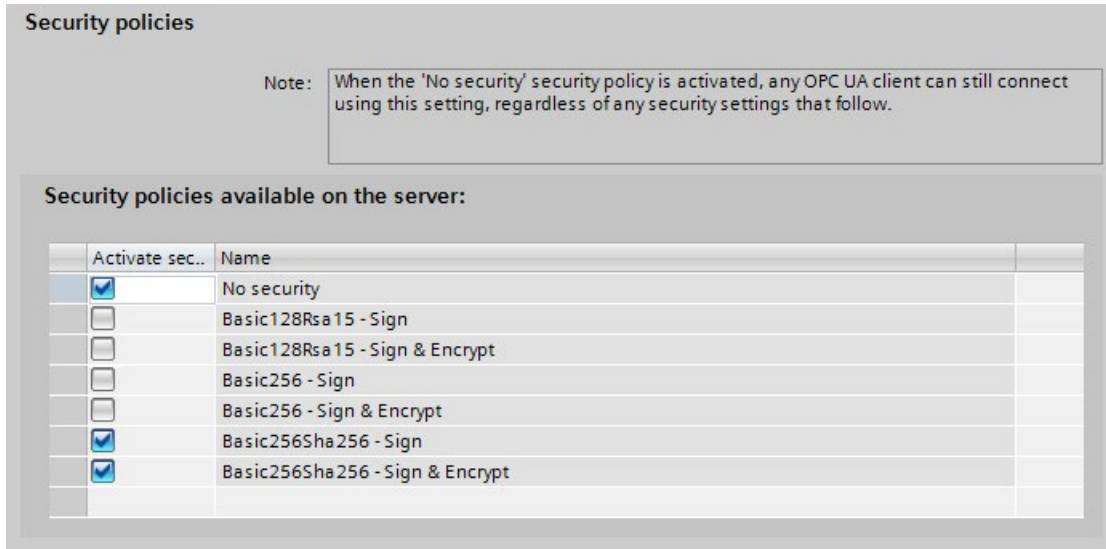 Security policies
Note: When the 'No security' security policy is activated, any OPC UA client can still connect
using this setting, regardless of any security settings that follow.
Security policies available on the server:
Activate sec.. Name
No security
Basic128Rsa15 - Sign
Basic128Rsa15 - Sign & Encrypt
Basic256 - Sign
Basic256 - Sign & Encrypt
Basic256Sha256 - Sign
Basic256Sha256 - Sign & Encrypt